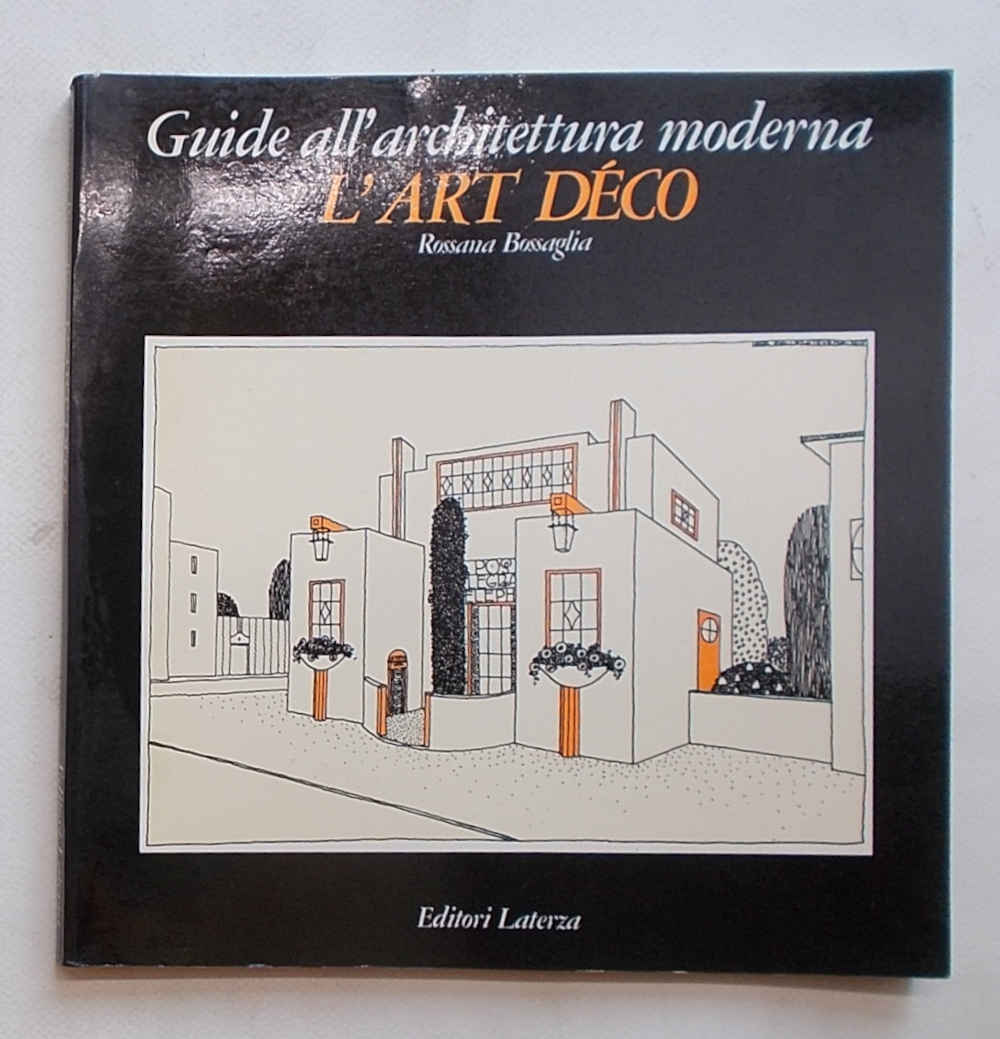 Guide all'architettura moderna
L'ART DÉCO
Rossana Bossaglia
Editori Laterza